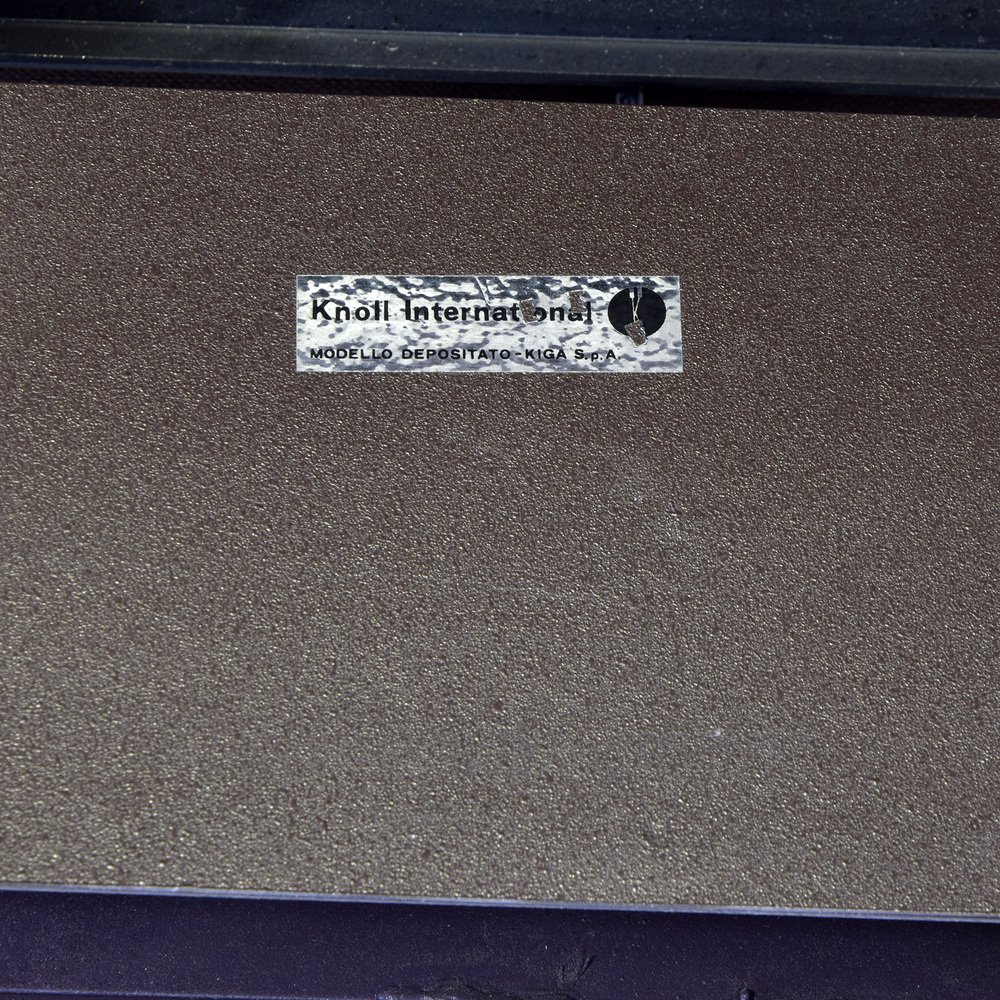 Knoll International
MODELLO DEPOSITATO-KIGA S.p.A.